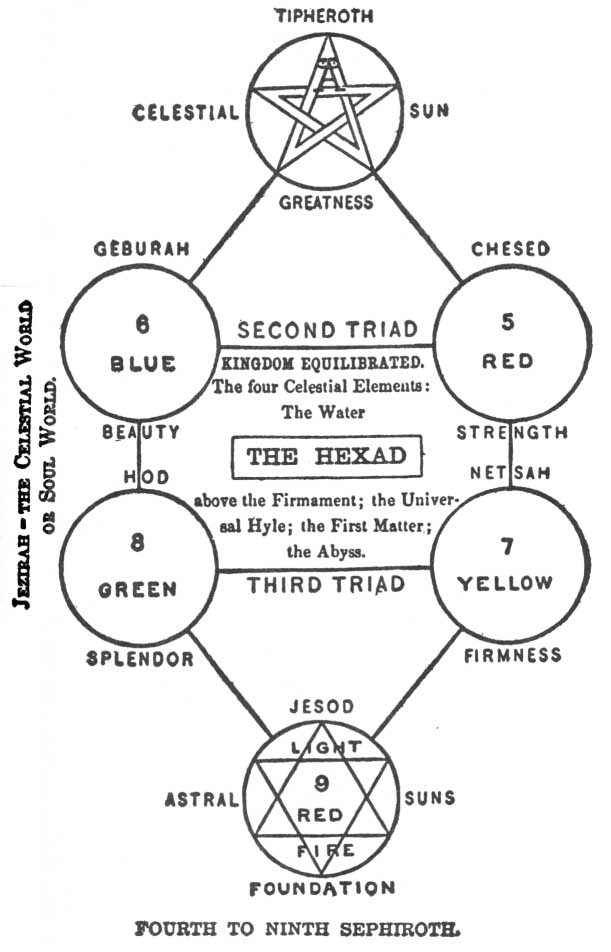 TIPHEROTH
CELESTIAL SUN
GREATNESS
GEBURAH CHESED
6 5
SECOND TRIAD
BLUE RED
KINGDOM EQUILIBRATED.
The four Celestial Elements:
The Water
BEAUTY STRENGTH
THE HEXAD
HOD NETSAH
above the Firmament; the Univer-
sal Hyle; the First Matter;
the Abyss.
8 7
THIRD TRIAD
GREEN YELLOW
SPLENDOR FIRMNESS
JESOD
LIGHT
9
ASTRAL SUNS
RED
FIRE
FOUNDATION
FOURTH TO NINTH SEPHIROTH.
JEZIRAH - THE CELESTIAL WORLD
OR SOUL WORLD.